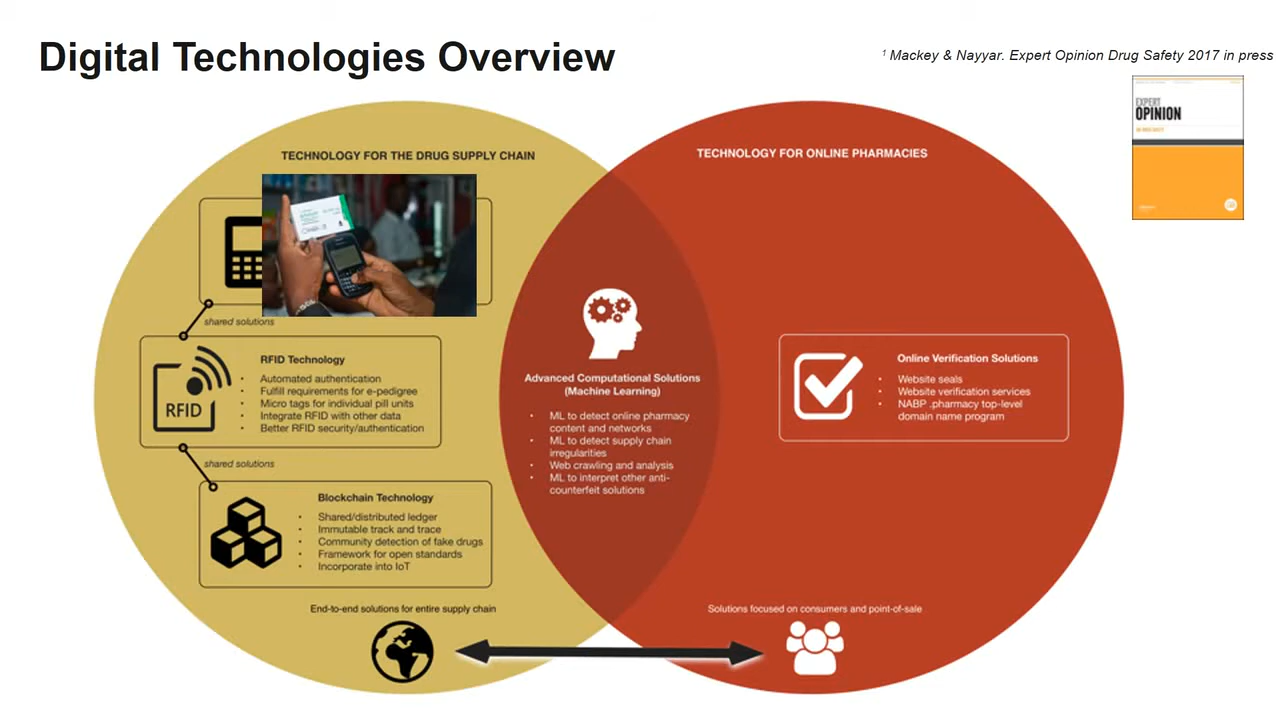 Digital Technologies Overview
¹ Mackey & Nayyar. Expert Opinion Drug Safety 2017 in press
EXPERT
OPINION
TECHNOLOGY FOR THE DRUG SUPPLY CHAIN
shared solutions
RFID
RFID Technology
• Automated authentication
• Fulfill requirements for e-pedigree
• Micro tags for individual pill units
• Integrate RFID with other data
• Better RFID security/authentication
shared solutions
Blockchain Technology
• Shared/distributed ledger
• Immutable track and trace
• Community detection of fake drugs
• Framework for open standards
• Incorporate into IoT
End-to-end solutions for entire supply chain
Advanced Computational Solutions
(Machine Learning)
• ML to detect online pharmacy
content and networks
• ML to detect supply chain
irregularities
• Web crawling and analysis
• ML to interpret other anti-
counterfeit solutions
TECHNOLOGY FOR ONLINE PHARMACIES
Online Verification Solutions
• Website seals
• Website verification services
• NABP .pharmacy top-level
domain name program
Solutions focused on consumers and point-of-sale